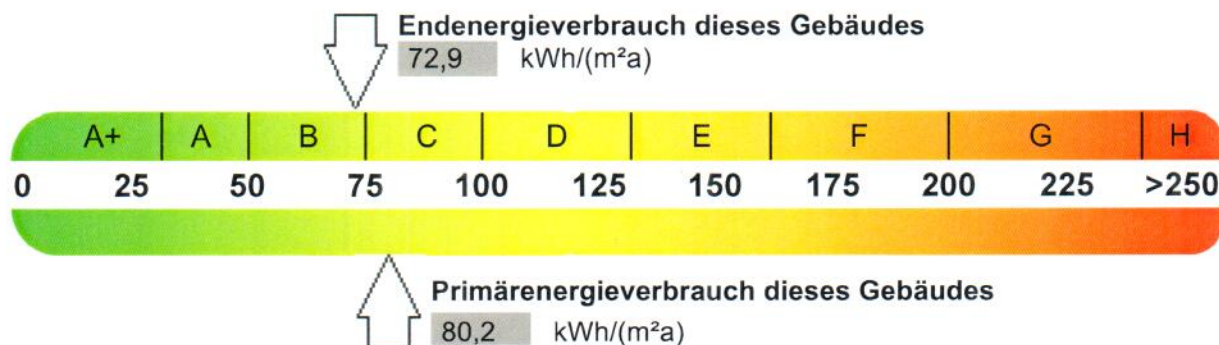 Endenergieverbrauch dieses Gebäudes
72,9 kWh/(m²a)
A+ A B C D E F G H
0 25 50 75 100 125 150 175 200 225 >250
Primärenergieverbrauch dieses Gebäudes
80,2 kWh/(m²a)